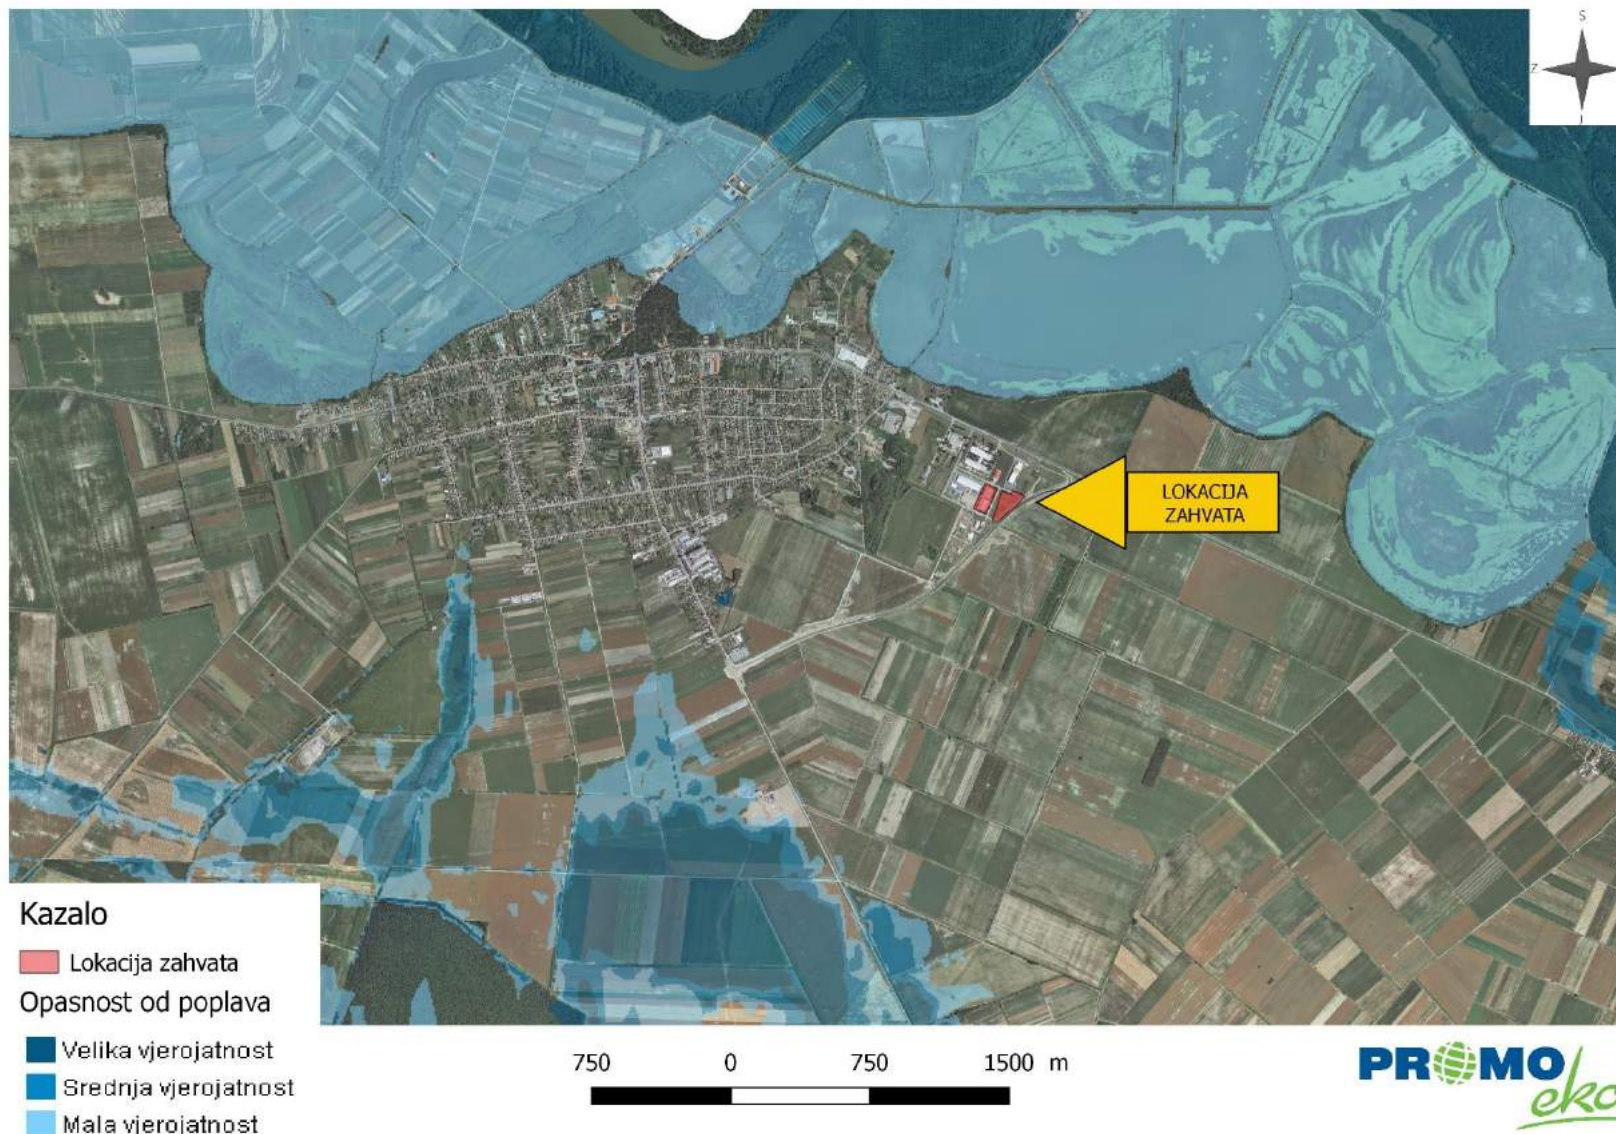 S
Z
J
LOKACIJA
ZAHVATA
Kazalo
Lokacija zahvata
Opasnost od poplava
Velika vjerojatnost
Srednja vjerojatnost
Mala vjerojatnost
750 0 750 1500 m
PROMO
eko